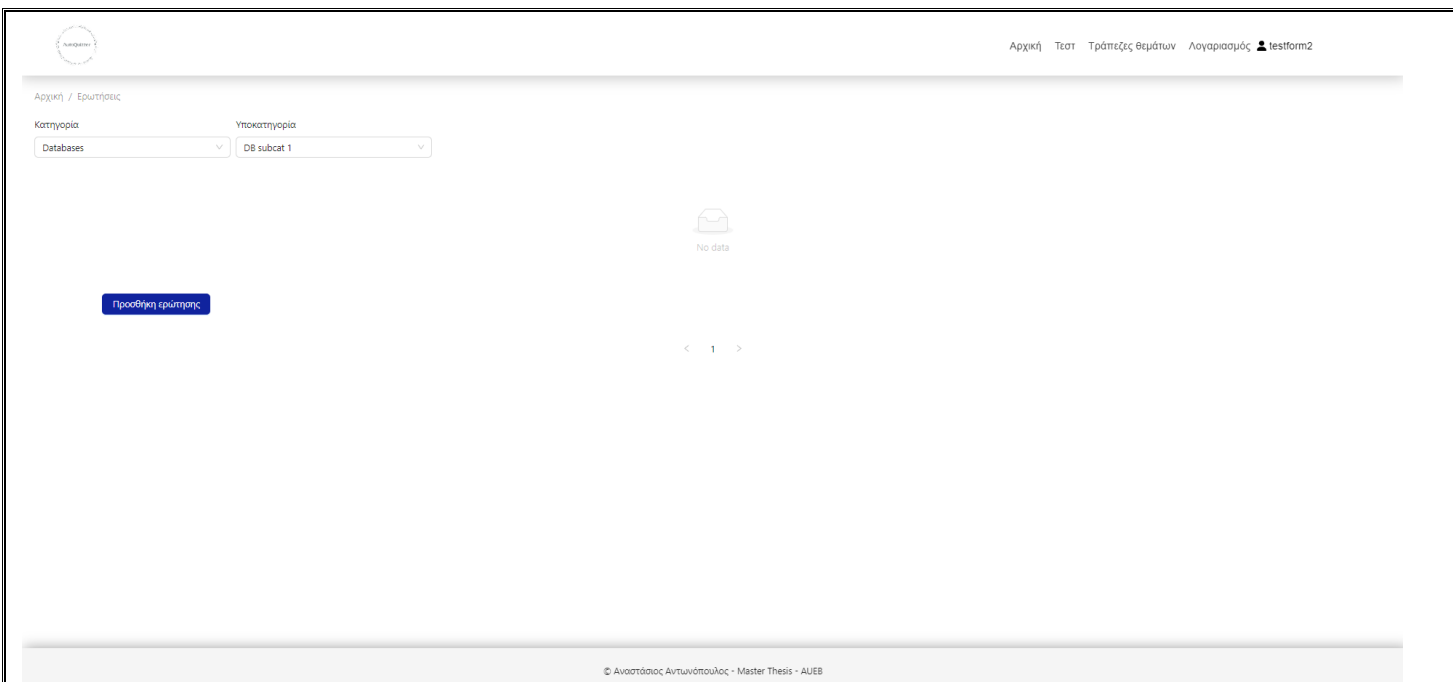 Αρχική Τεστ Τράπεζες θεμάτων Λογαριασμός testform2
Αρχική / Ερωτήσεις
Κατηγορία Υποκατηγορία
Databases DB subcat 1
No data
Προσθήκη ερώτησης
< 1 >
© Αναστάσιος Αντωνόπουλος - Master Thesis - AUEB